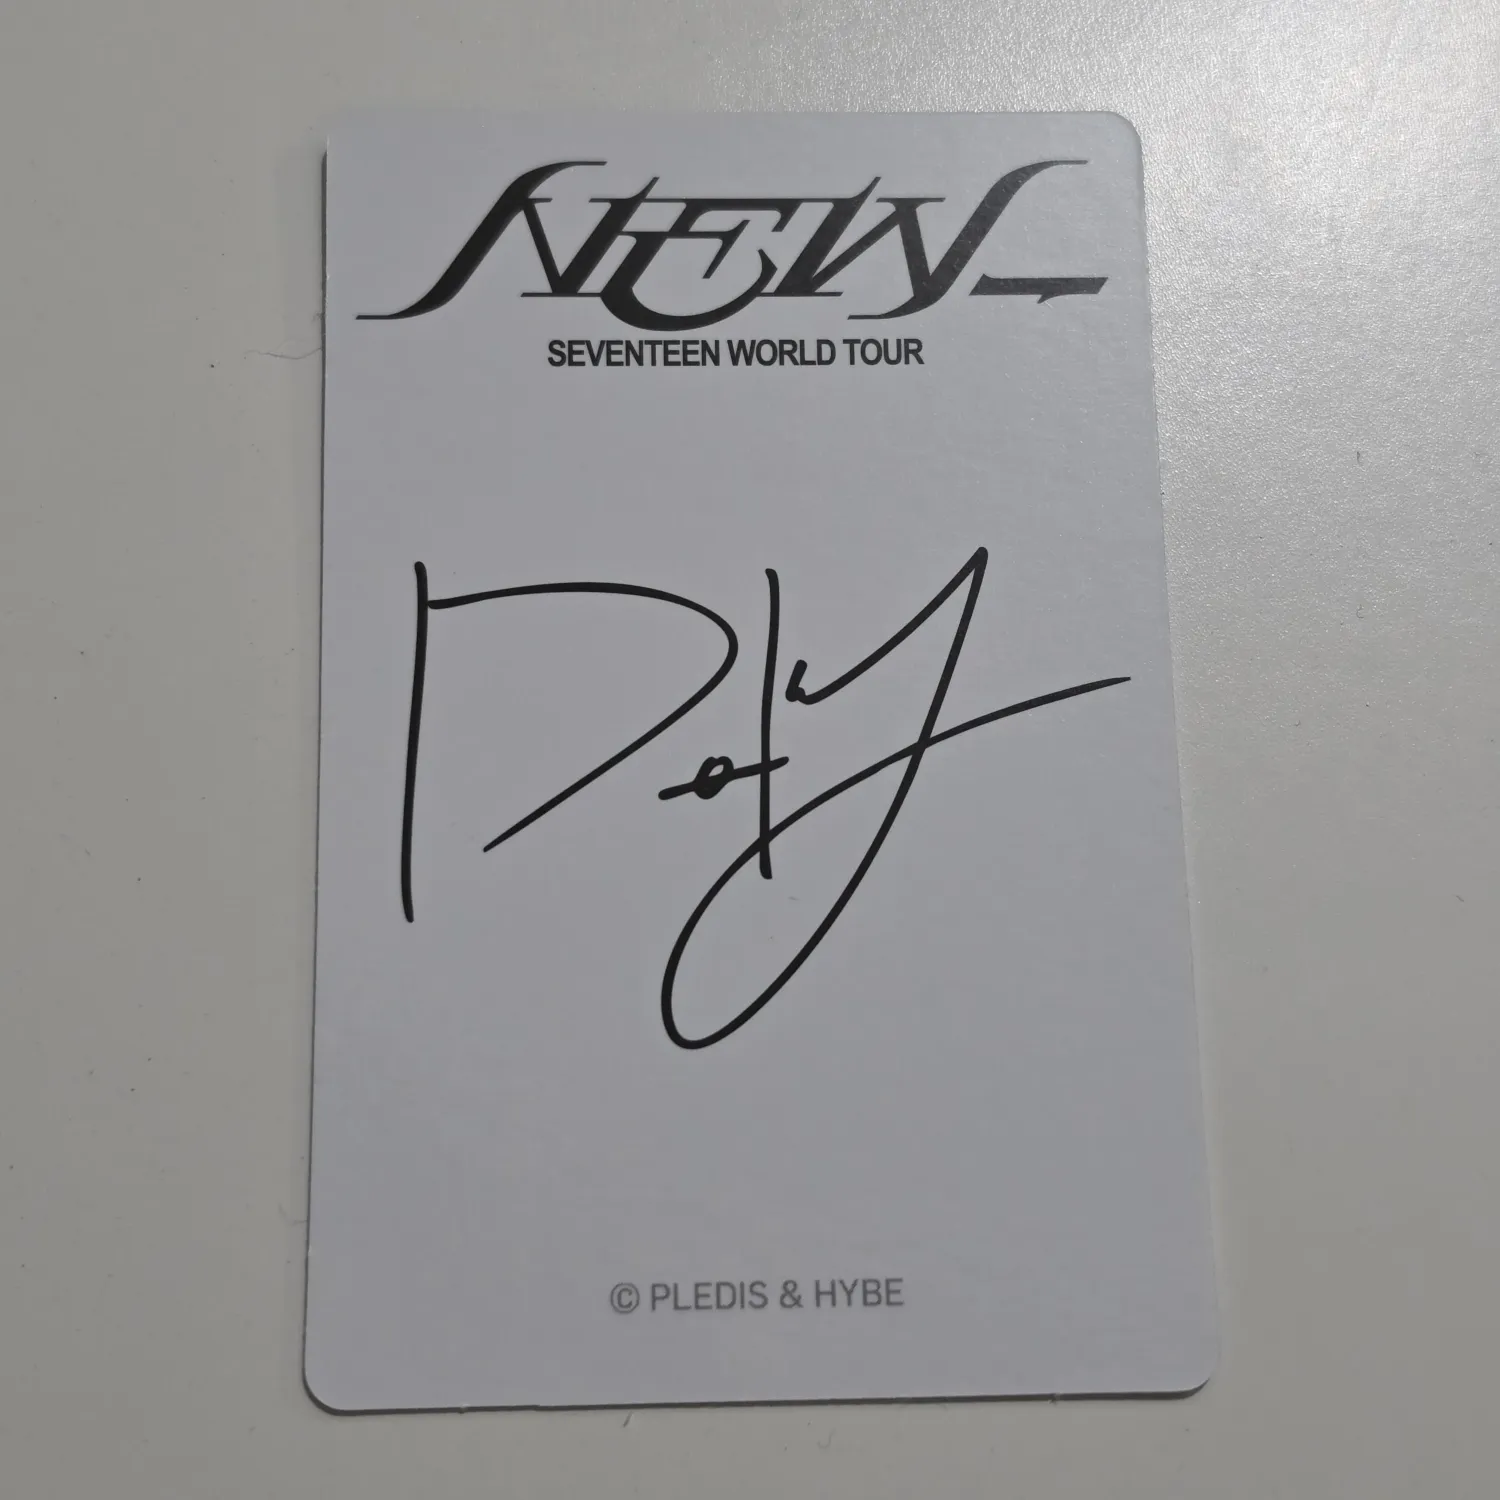 NEW_
SEVENTEEN WORLD TOUR
© PLEDIS & HYBE